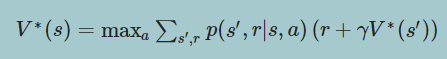 V*(s) = maxₐ ∑ₛ′,ᵣ p(s′, r|s, a) (r + γV*(s′))